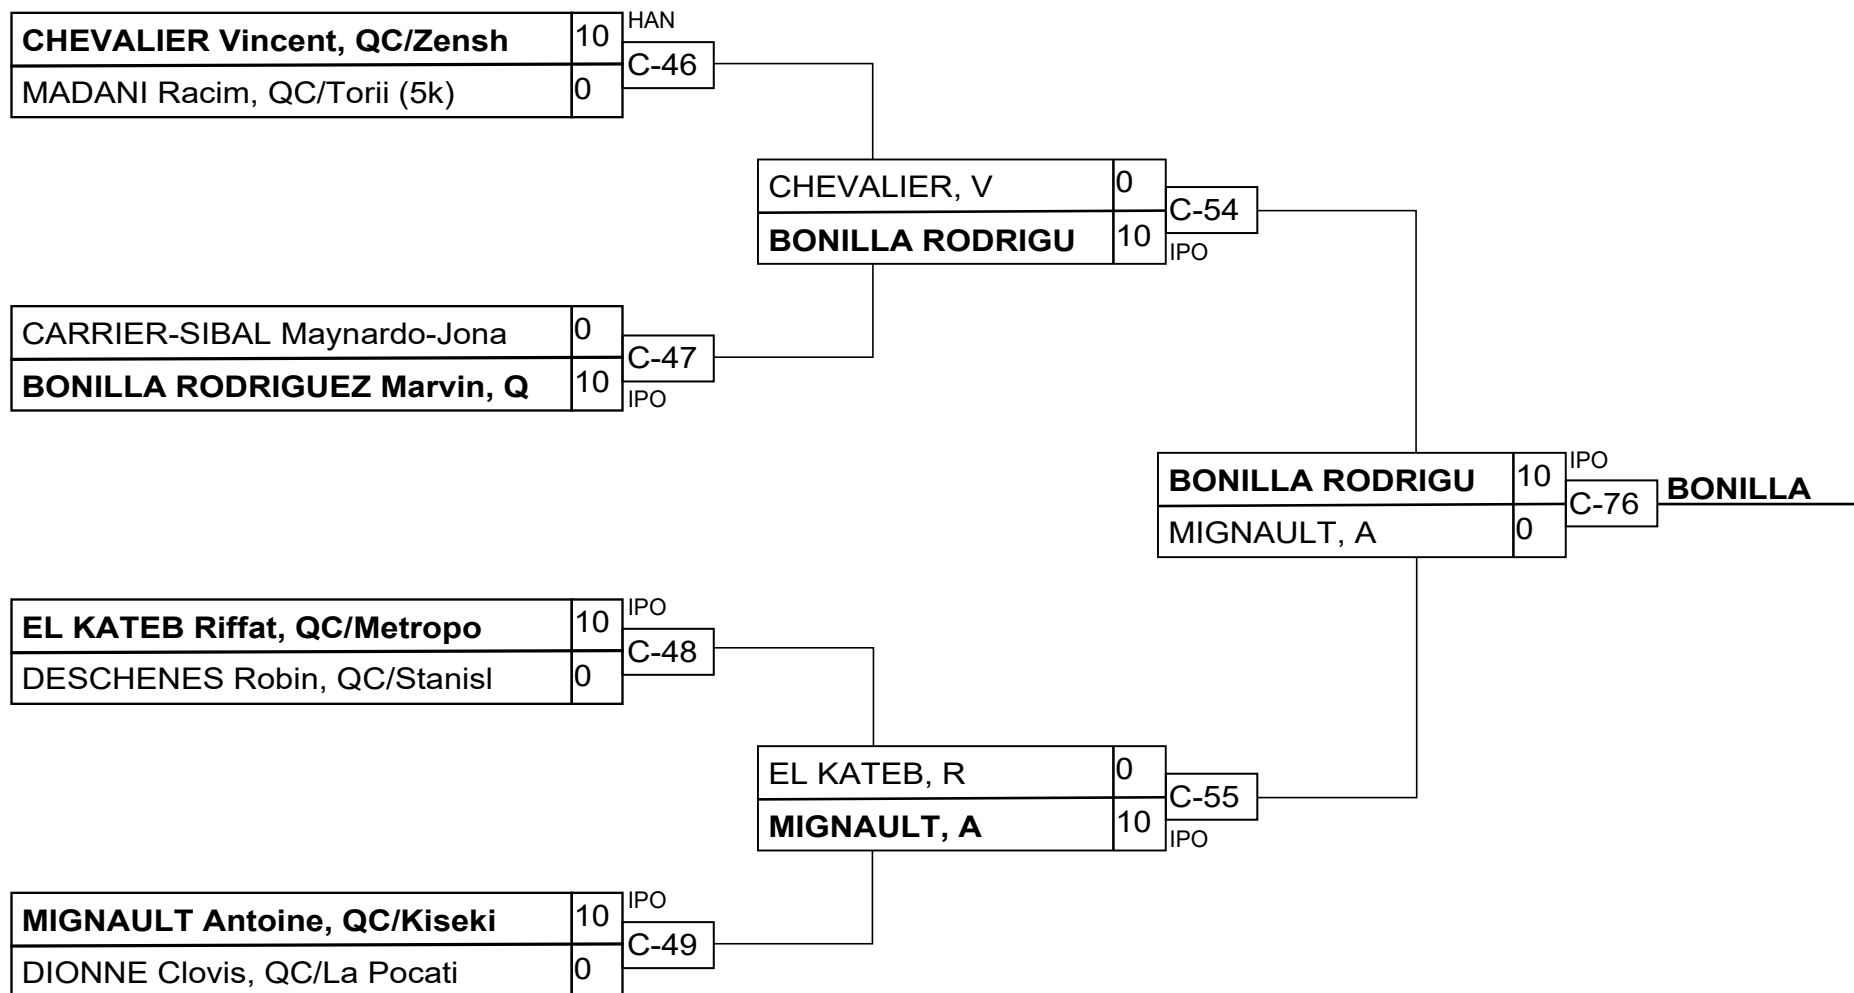 HAN
CHEVALIER Vincent, QC/Zensh 10
C-46
MADANI Racim, QC/Torii (5k) 0
CHEVALIER, V 0
C-54
BONILLA RODRIGU 10
IPO
CARRIER-SIBAL Maynardo-Jona 0
C-47
BONILLA RODRIGUEZ Marvin, Q 10
IPO
IPO
BONILLA RODRIGU 10
C-76
BONILLA
MIGNAULT, A 0
IPO
EL KATEB Riffat, QC/Metropo 10
C-48
DESCHENES Robin, QC/Stanisl 0
EL KATEB, R 0
C-55
MIGNAULT, A 10
IPO
IPO
MIGNAULT Antoine, QC/Kiseki 10
C-49
DIONNE Clovis, QC/La Pocati 0